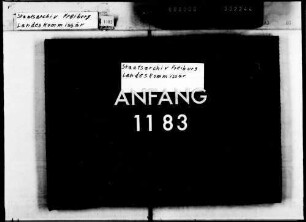 Staatsarchiv Freiburg
Landeskommissär
Staatsarchiv Freiburg
Landeskommissär
ANFANG
1183